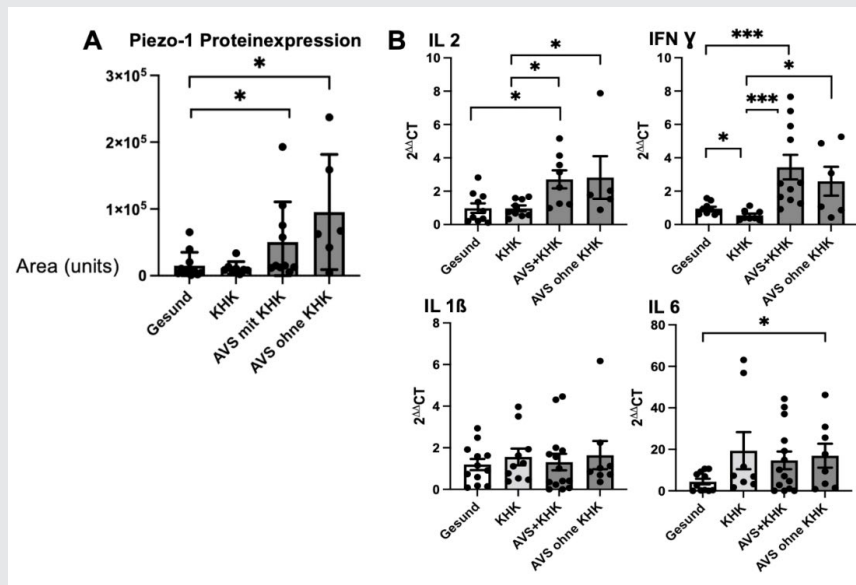 A Piezo-1 Proteinexpression
*
*
3×10⁵
2×10⁵
1×10⁵
0
Area (units)
Gesund
KHK
AVS mit KHK
AVS ohne KHK
B IL 2
*
*
*
10
8
6
4
2
0
2^ΔΔCT
Gesund
KHK
AVS+KHK
AVS ohne KHK
IFN Ɣ
***
*
***
*
10
8
6
4
2
0
2^ΔΔCT
Gesund
KHK
AVS+KHK
AVS ohne KHK
IL 1ß
8
6
4
2
0
2^ΔΔCT
Gesund
KHK
AVS+KHK
AVS ohne KHK
IL 6
*
80
60
40
20
0
2^ΔΔCT
Gesund
KHK
AVS+KHK
AVS ohne KHK